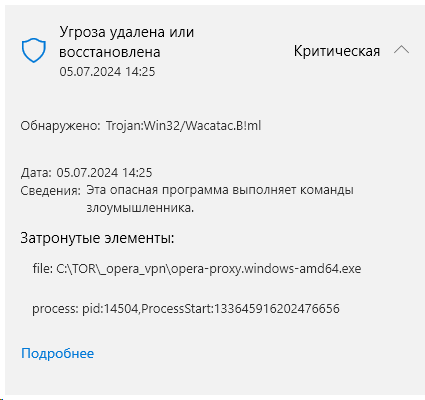 Угроза удалена или
восстановлена
05.07.2024 14:25
Критическая
Обнаружено: Trojan:Win32/Wacatac.B!ml
Дата: 05.07.2024 14:25
Сведения: Эта опасная программа выполняет команды
злоумышленника.
Затронутые элементы:
file: C:\TOR\_opera_vpn\opera-proxy.windows-amd64.exe
process: pid:14504,ProcessStart:133645916202476656
Подробнее